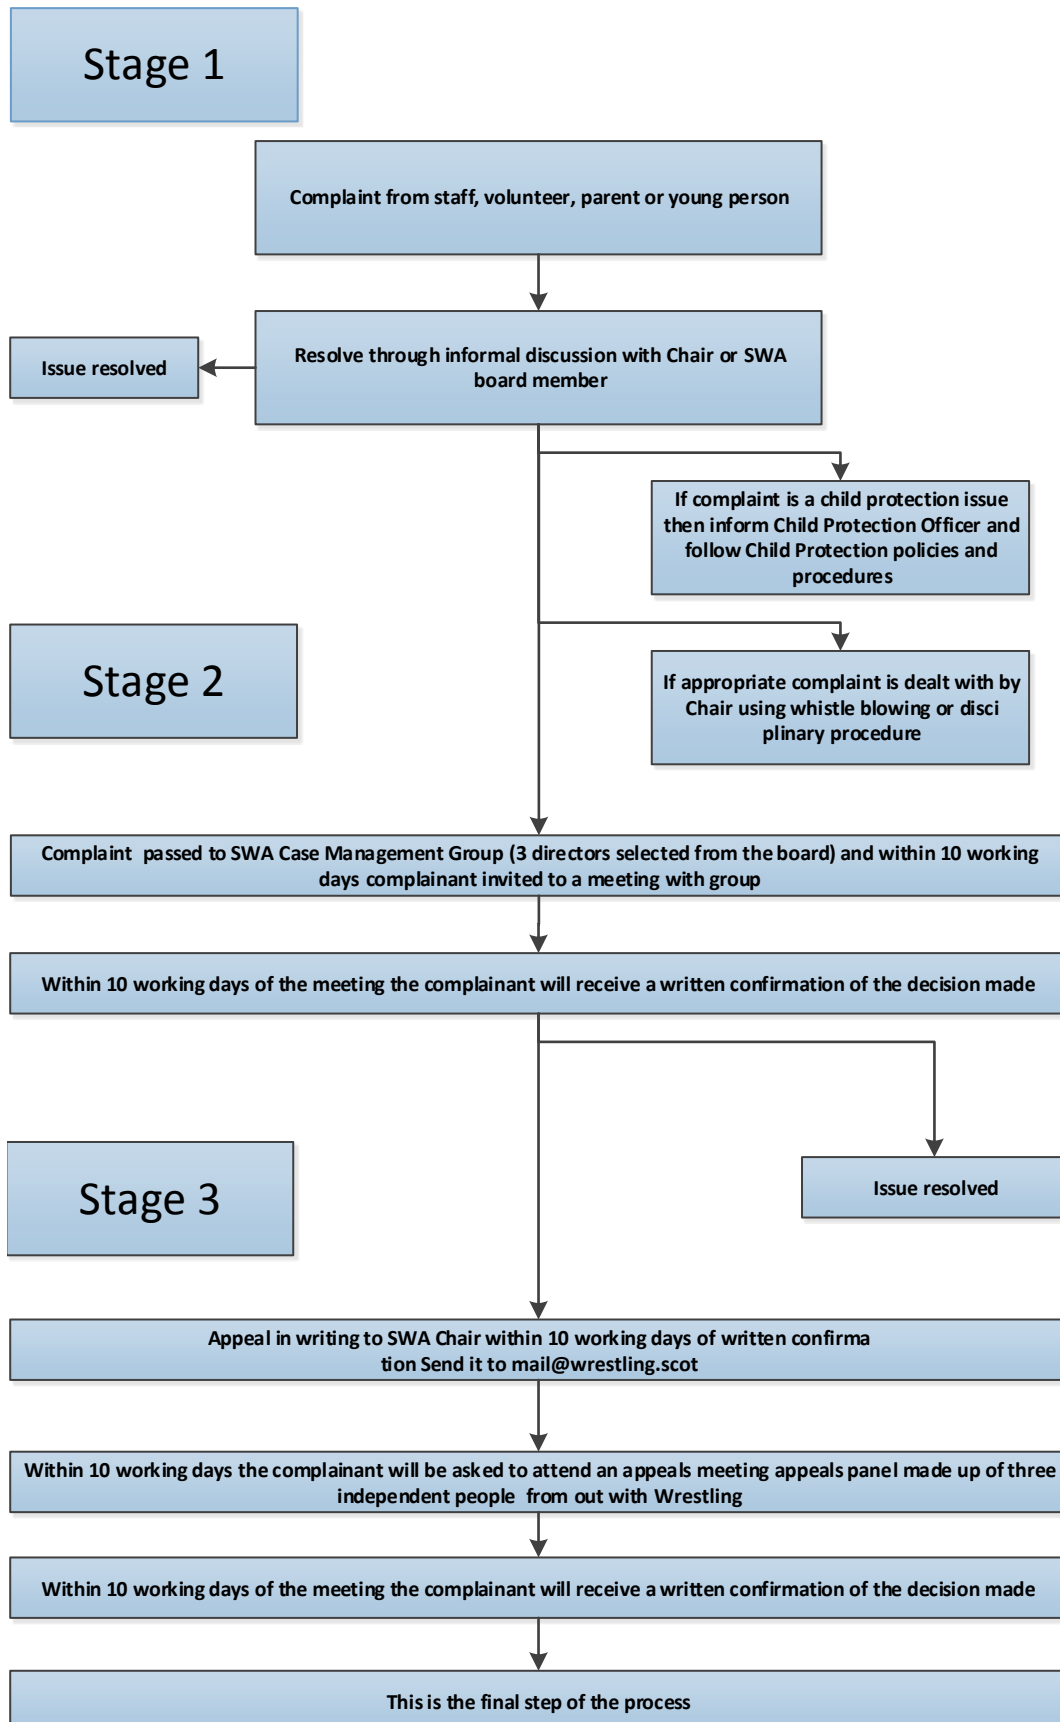 Stage 1
Complaint from staff, volunteer, parent or young person
Resolve through informal discussion with Chair or SWA
board member
Issue resolved
If complaint is a child protection issue
then inform Child Protection Officer and
follow Child Protection policies and
procedures
Stage 2
If appropriate complaint is dealt with by
Chair using whistle blowing or disci
plinary procedure
Complaint  passed to SWA Case Management Group (3 directors selected from the board) and within 10 working
days complainant invited to a meeting with group
Within 10 working days of the meeting the complainant will receive a written confirmation of the decision made
Stage 3
Issue resolved
Appeal in writing to SWA Chair within 10 working days of written confirma
tion Send it to mail@wrestling.scot
Within 10 working days the complainant will be asked to attend an appeals meeting appeals panel made up of three
independent people  from out with Wrestling
Within 10 working days of the meeting the complainant will receive a written confirmation of the decision made
This is the final step of the process